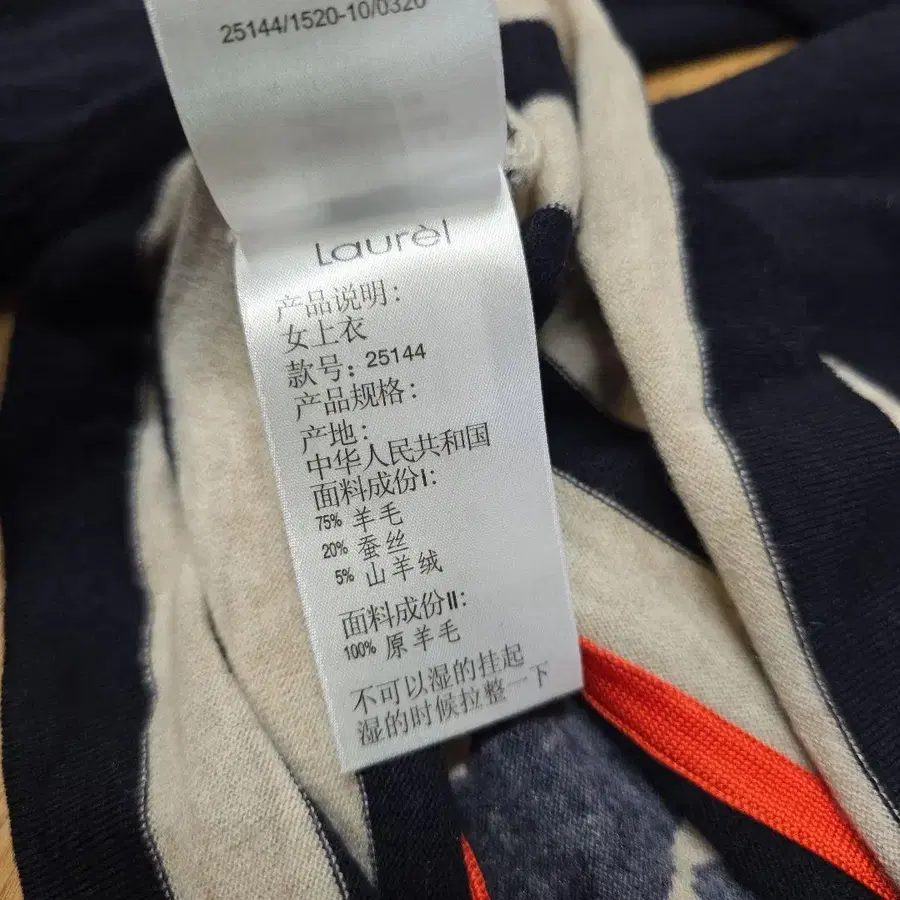 25144/1520-10/0320
Laurèl
产品说明:
女上衣
款号: 25144
产品规格:
产地:
中华人民共和国
面料成份I:
75% 羊毛
20% 蚕丝
5% 山羊绒
面料成份II:
100% 原羊毛
不可以湿的挂起
湿的时候拉整一下